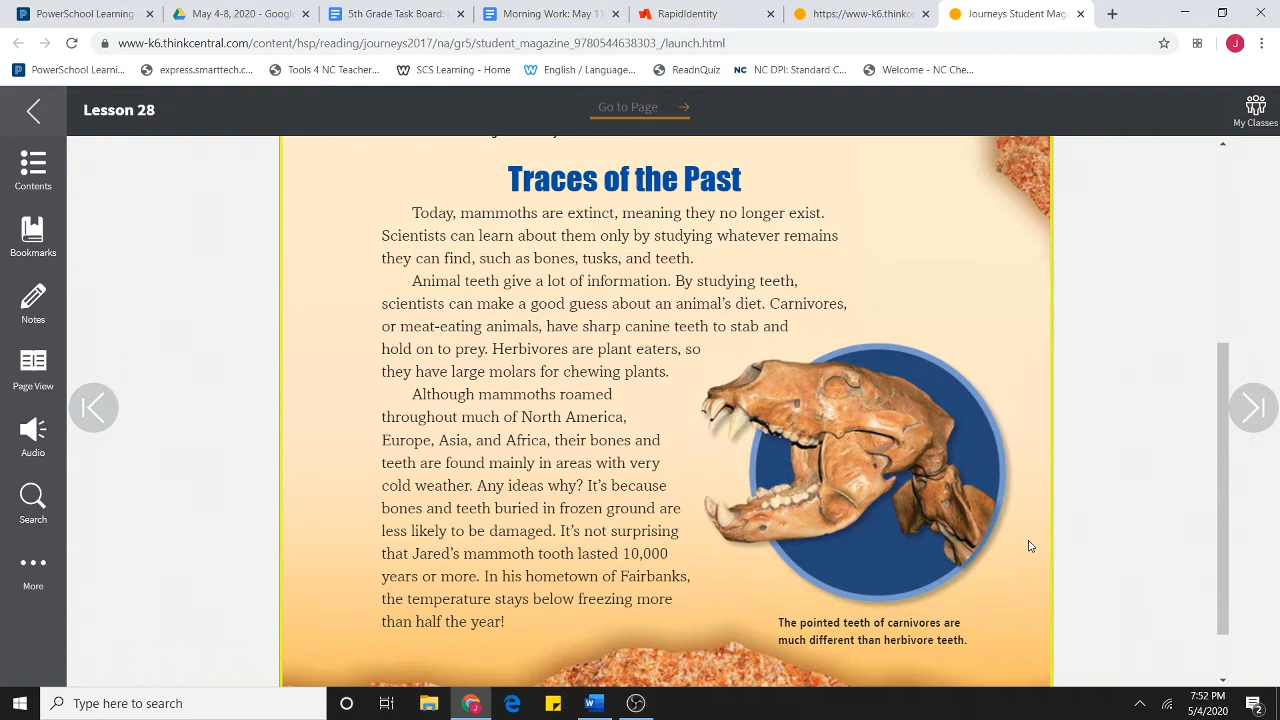 PowerSchool Learning
May 4-8, 2020 - Goog
5th Grade Task Board:
Morning Work: May 11
RapidIdentity
https://www-k6.thinkce
Journeys Student Mag
www-k6.thinkcentral.com/content/hsp/reading/journeys2017/na/gr5/student_magazine_9780544638303_/launch.html
J
PowerSchool Learni...
express.smarttech.c...
Tools 4 NC Teacher...
SCS Learning - Home
English / Language...
ReadnQuiz
NC NC DPI: Standard C...
Welcome - NC Che...
Lesson 28
Go to Page
My Classes
Contents
Bookmarks
Notes
Page View
Audio
Search
More
Traces of the Past
Today, mammoths are extinct, meaning they no longer exist.
Scientists can learn about them only by studying whatever remains
they can find, such as bones, tusks, and teeth.
Animal teeth give a lot of information. By studying teeth,
scientists can make a good guess about an animal's diet. Carnivores,
or meat-eating animals, have sharp canine teeth to stab and
hold on to prey. Herbivores are plant eaters, so
they have large molars for chewing plants.
Although mammoths roamed
throughout much of North America,
Europe, Asia, and Africa, their bones and
teeth are found mainly in areas with very
cold weather. Any ideas why? It's because
bones and teeth buried in frozen ground are
less likely to be damaged. It's not surprising
that Jared's mammoth tooth lasted 10,000
years or more. In his hometown of Fairbanks,
the temperature stays below freezing more
than half the year!
The pointed teeth of carnivores are
much different than herbivore teeth.
Type here to search
7:52 PM
5/4/2020
2